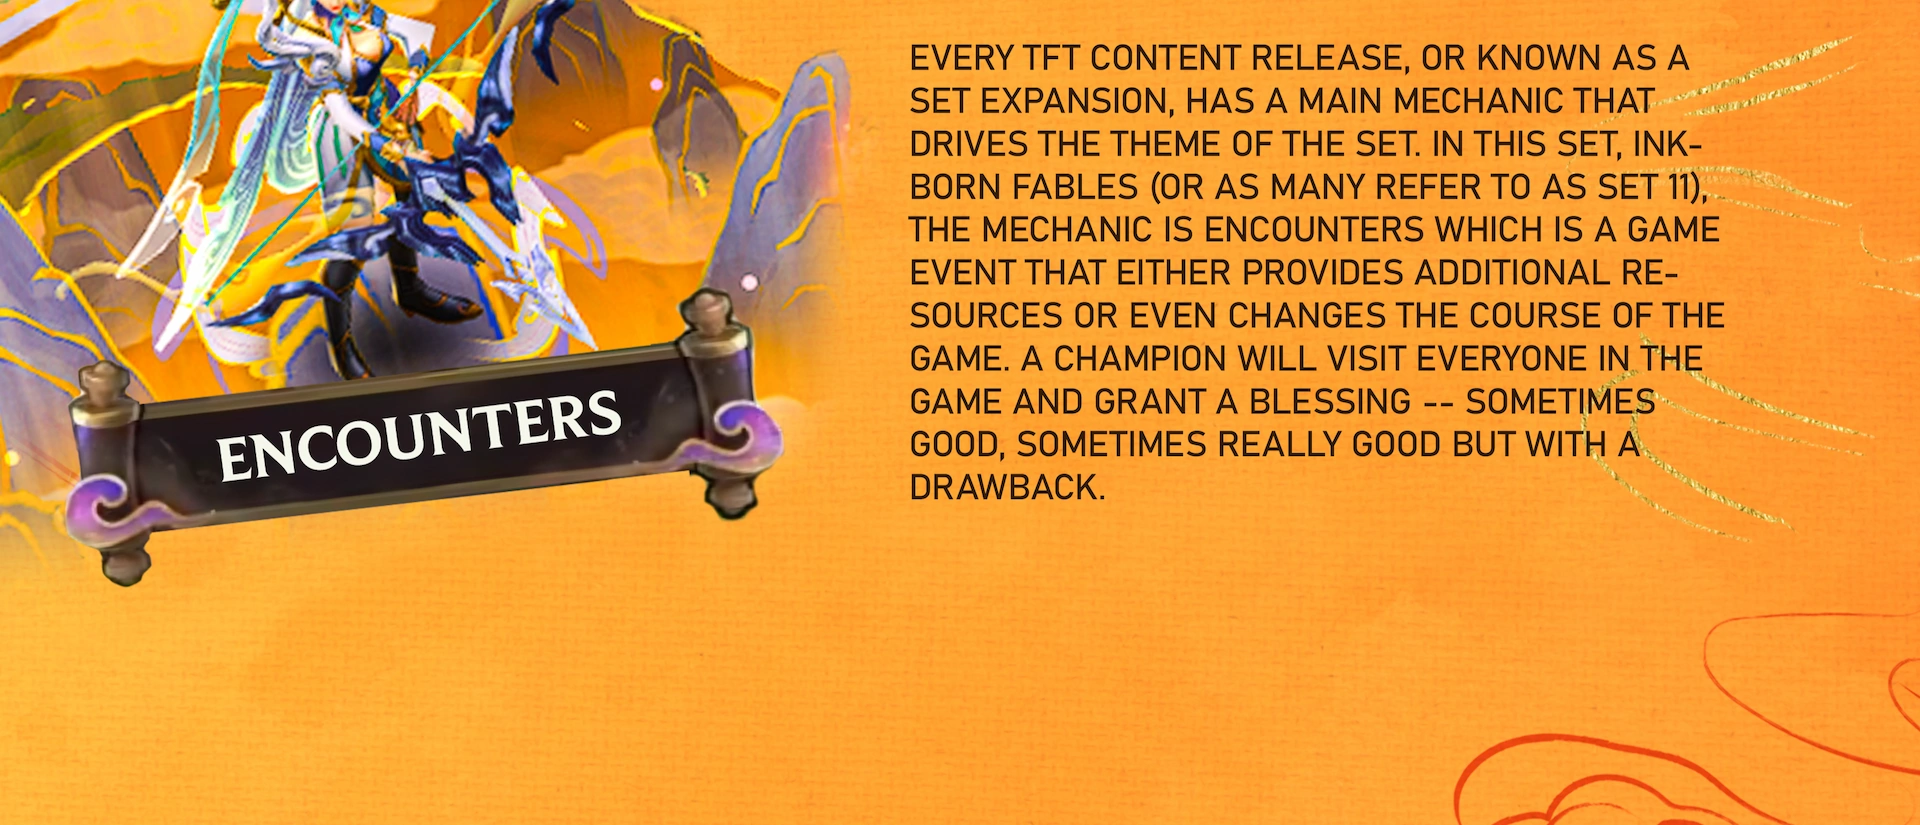 EVERY TFT CONTENT RELEASE, OR KNOWN AS A
SET EXPANSION, HAS A MAIN MECHANIC THAT
DRIVES THE THEME OF THE SET. IN THIS SET, INK-
BORN FABLES (OR AS MANY REFER TO AS SET 11),
THE MECHANIC IS ENCOUNTERS WHICH IS A GAME
EVENT THAT EITHER PROVIDES ADDITIONAL RE-
SOURCES OR EVEN CHANGES THE COURSE OF THE
GAME. A CHAMPION WILL VISIT EVERYONE IN THE
GAME AND GRANT A BLESSING -- SOMETIMES
GOOD, SOMETIMES REALLY GOOD BUT WITH A
DRAWBACK.
ENCOUNTERS